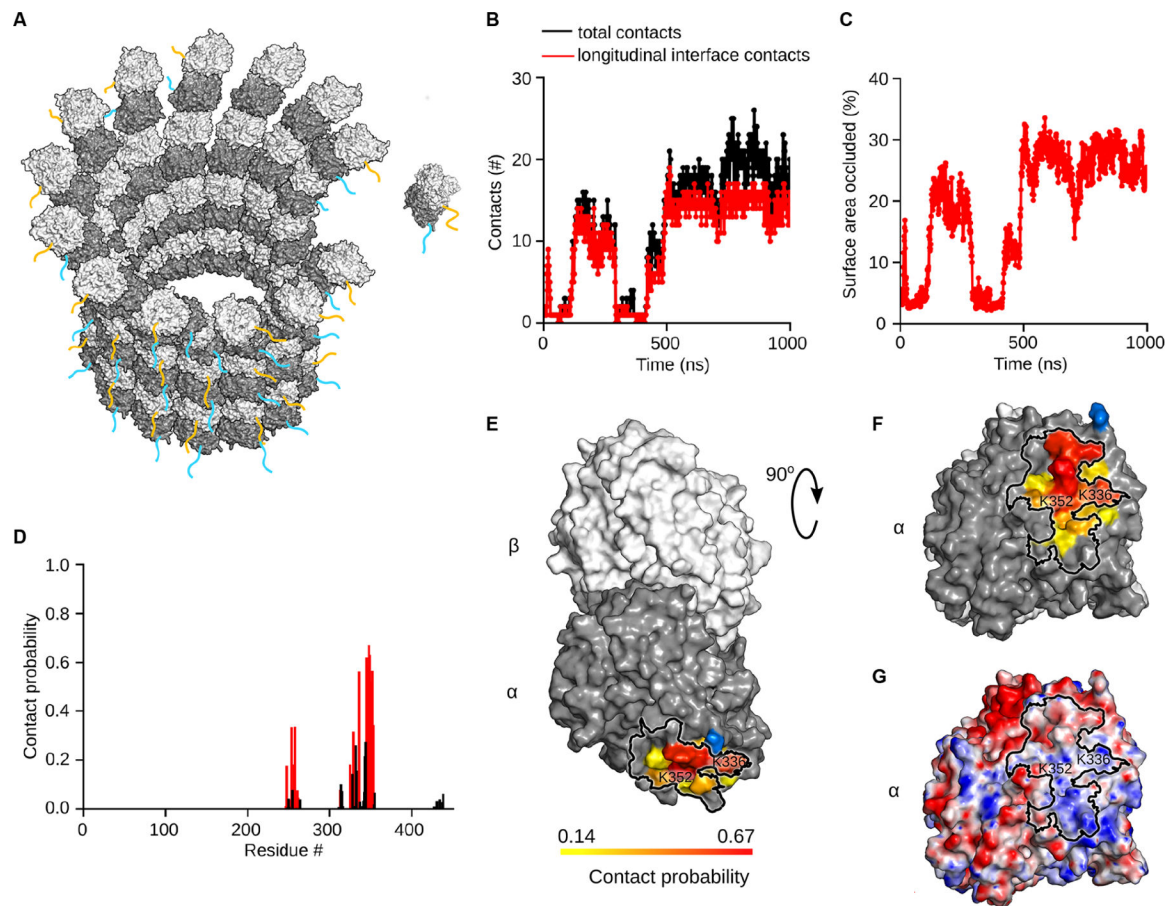 A
B
total contacts
longitudinal interface contacts
30
20
10
0
Contacts (#)
0
500
1000
Time (ns)
C
40
30
20
10
0
Surface area occluded (%)
0
500
1000
Time (ns)
D
1.0
0.8
0.6
0.4
0.2
0.0
Contact probability
0
100
200
300
400
Residue #
E
90°
β
α
K336
K352
0.14
0.67
Contact probability
F
α
K352
K336
G
α
K352
K336